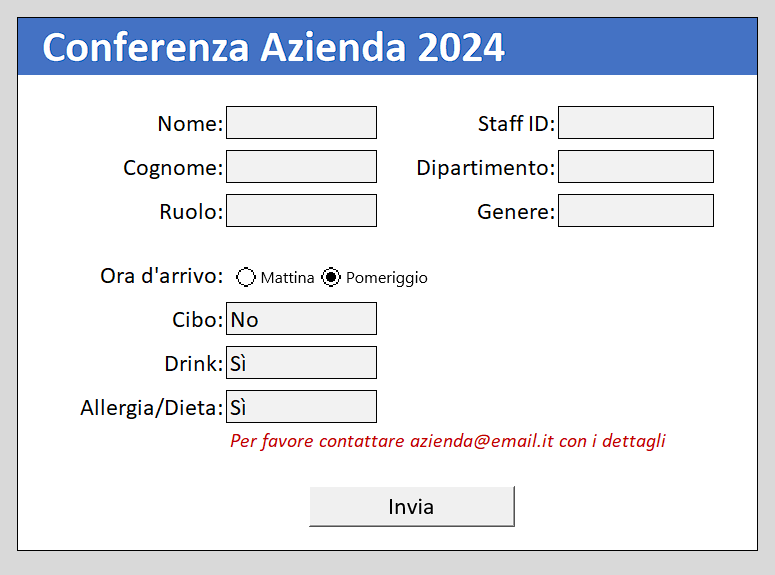 Conferenza Azienda 2024
Nome: Staff ID:
Cognome: Dipartimento:
Ruolo: Genere:
Ora d'arrivo: Mattina Pomeriggio
Cibo: No
Drink: Sì
Allergia/Dieta: Sì
Per favore contattare azienda@email.it con i dettagli
Invia